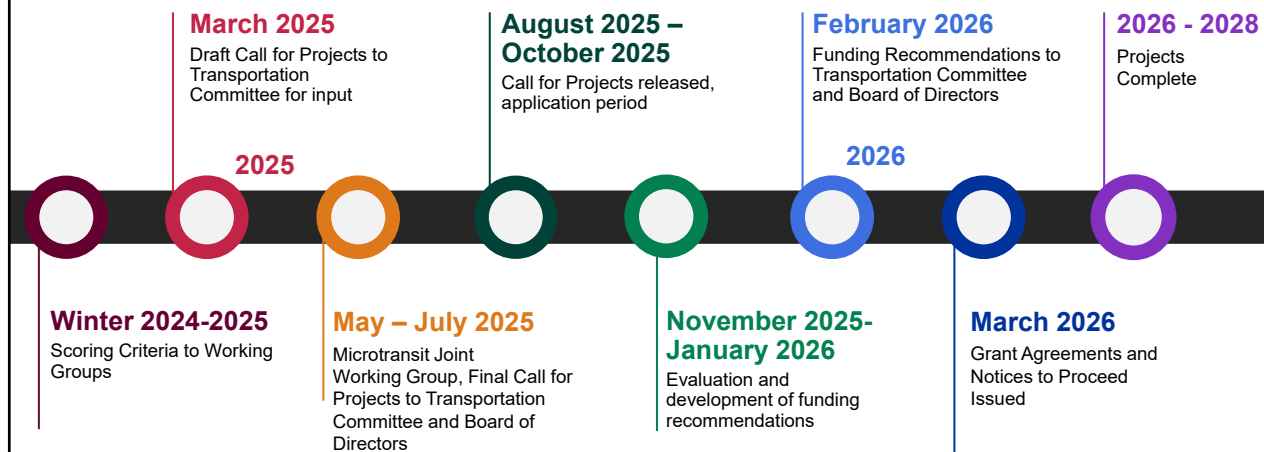 March 2025
Draft Call for Projects to
Transportation
Committee for input
August 2025 –
October 2025
Call for Projects released,
application period
February 2026
Funding Recommendations to
Transportation Committee
and Board of Directors
2026 - 2028
Projects
Complete
2025
2026
Winter 2024-2025
Scoring Criteria to Working
Groups
May – July 2025
Microtransit Joint
Working Group, Final Call for
Projects to Transportation
Committee and Board of
Directors
November 2025-
January 2026
Evaluation and
development of funding
recommendations
March 2026
Grant Agreements and
Notices to Proceed
Issued